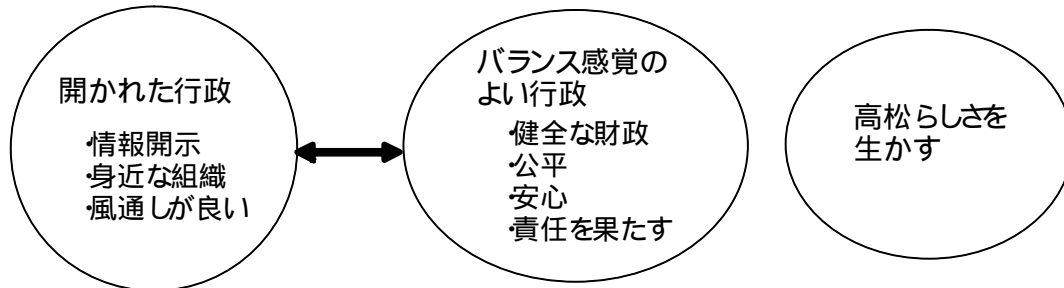 開かれた行政
・情報開示
・身近な組織
・風通しが良い
バランス感覚の
よい行政
・健全な財政
・公平
・安心
・責任を果たす
高松らしさを
生かす